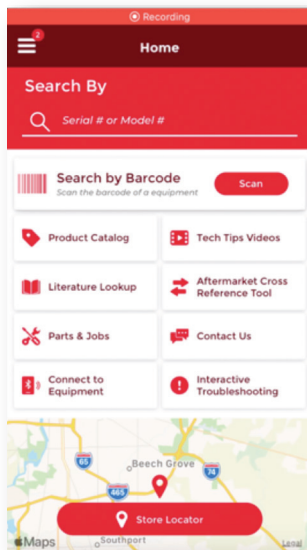 Recording
2
Home
Search By
Serial # or Model #
Search by Barcode
Scan the barcode of a equipment
Scan
Product Catalog
Tech Tips Videos
Literature Lookup
Aftermarket Cross
Reference Tool
Parts & Jobs
Contact Us
Connect to
Equipment
Interactive
Troubleshooting
65
Beech Grove
74
465
Store Locator
Maps
Southport
Legal